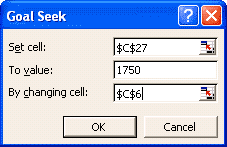 Goal Seek
Set cell: $C$27
To value: 1750
By changing cell: $C$6
OK Cancel